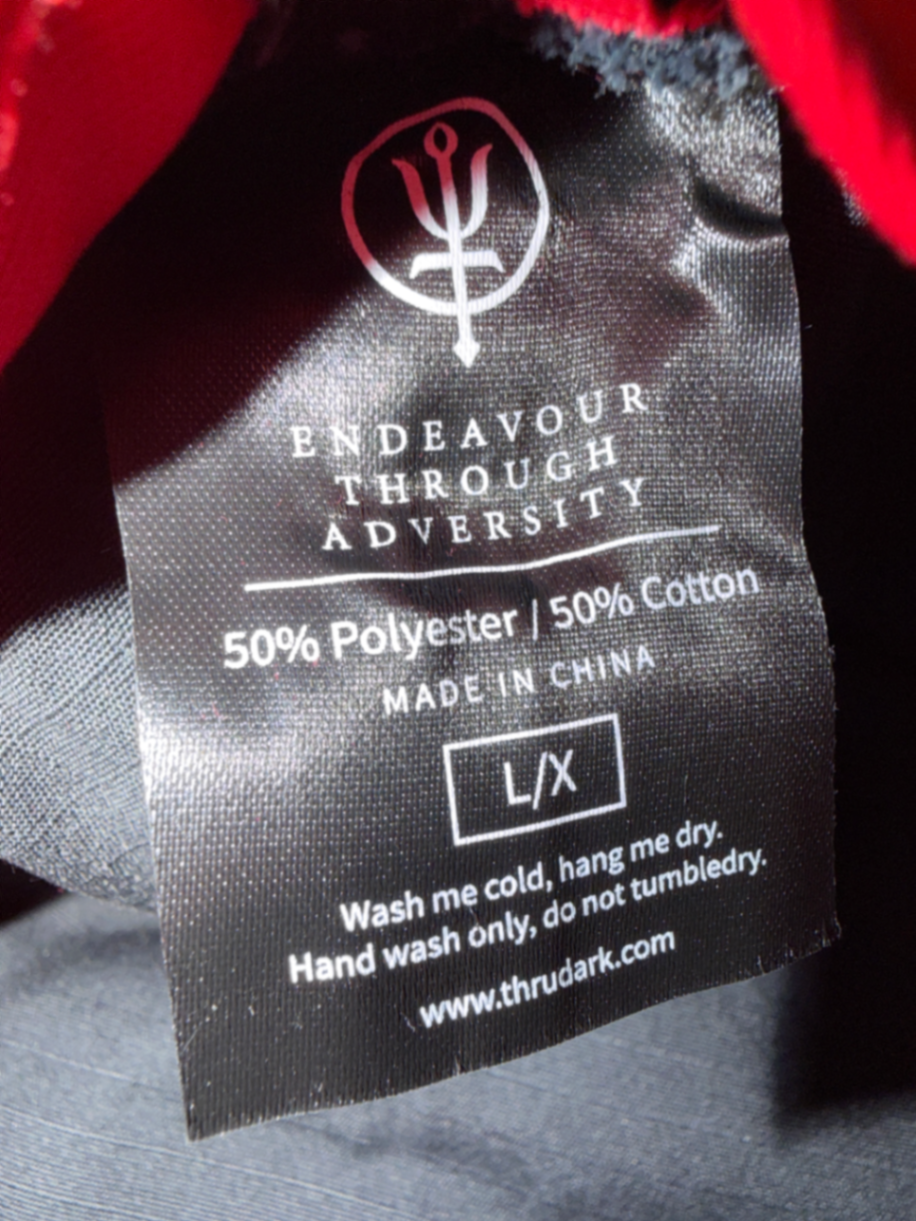 ENDEAVOUR
THROUGH
ADVERSITY
50% Polyester / 50% Cotton
MADE IN CHINA
L/X
Wash me cold, hang me dry.
Hand wash only, do not tumbledry.
www.thrudark.com